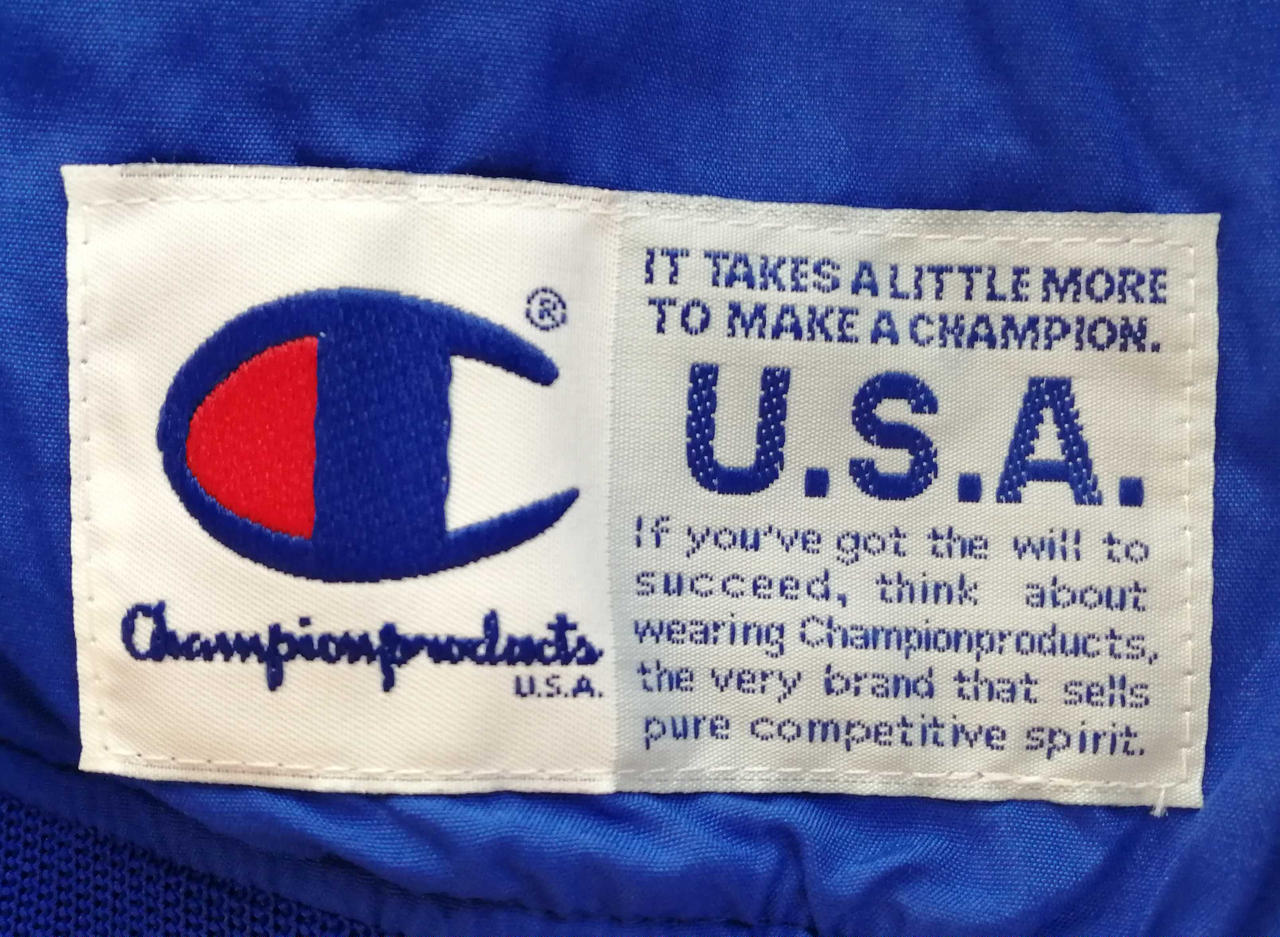 C®
Championproducts
U.S.A.
IT TAKES A LITTLE MORE
TO MAKE A CHAMPION.
U.S.A.
If you've got the will to
succeed, think about
wearing Championproducts,
the very brand that sells
pure competitive spirit.